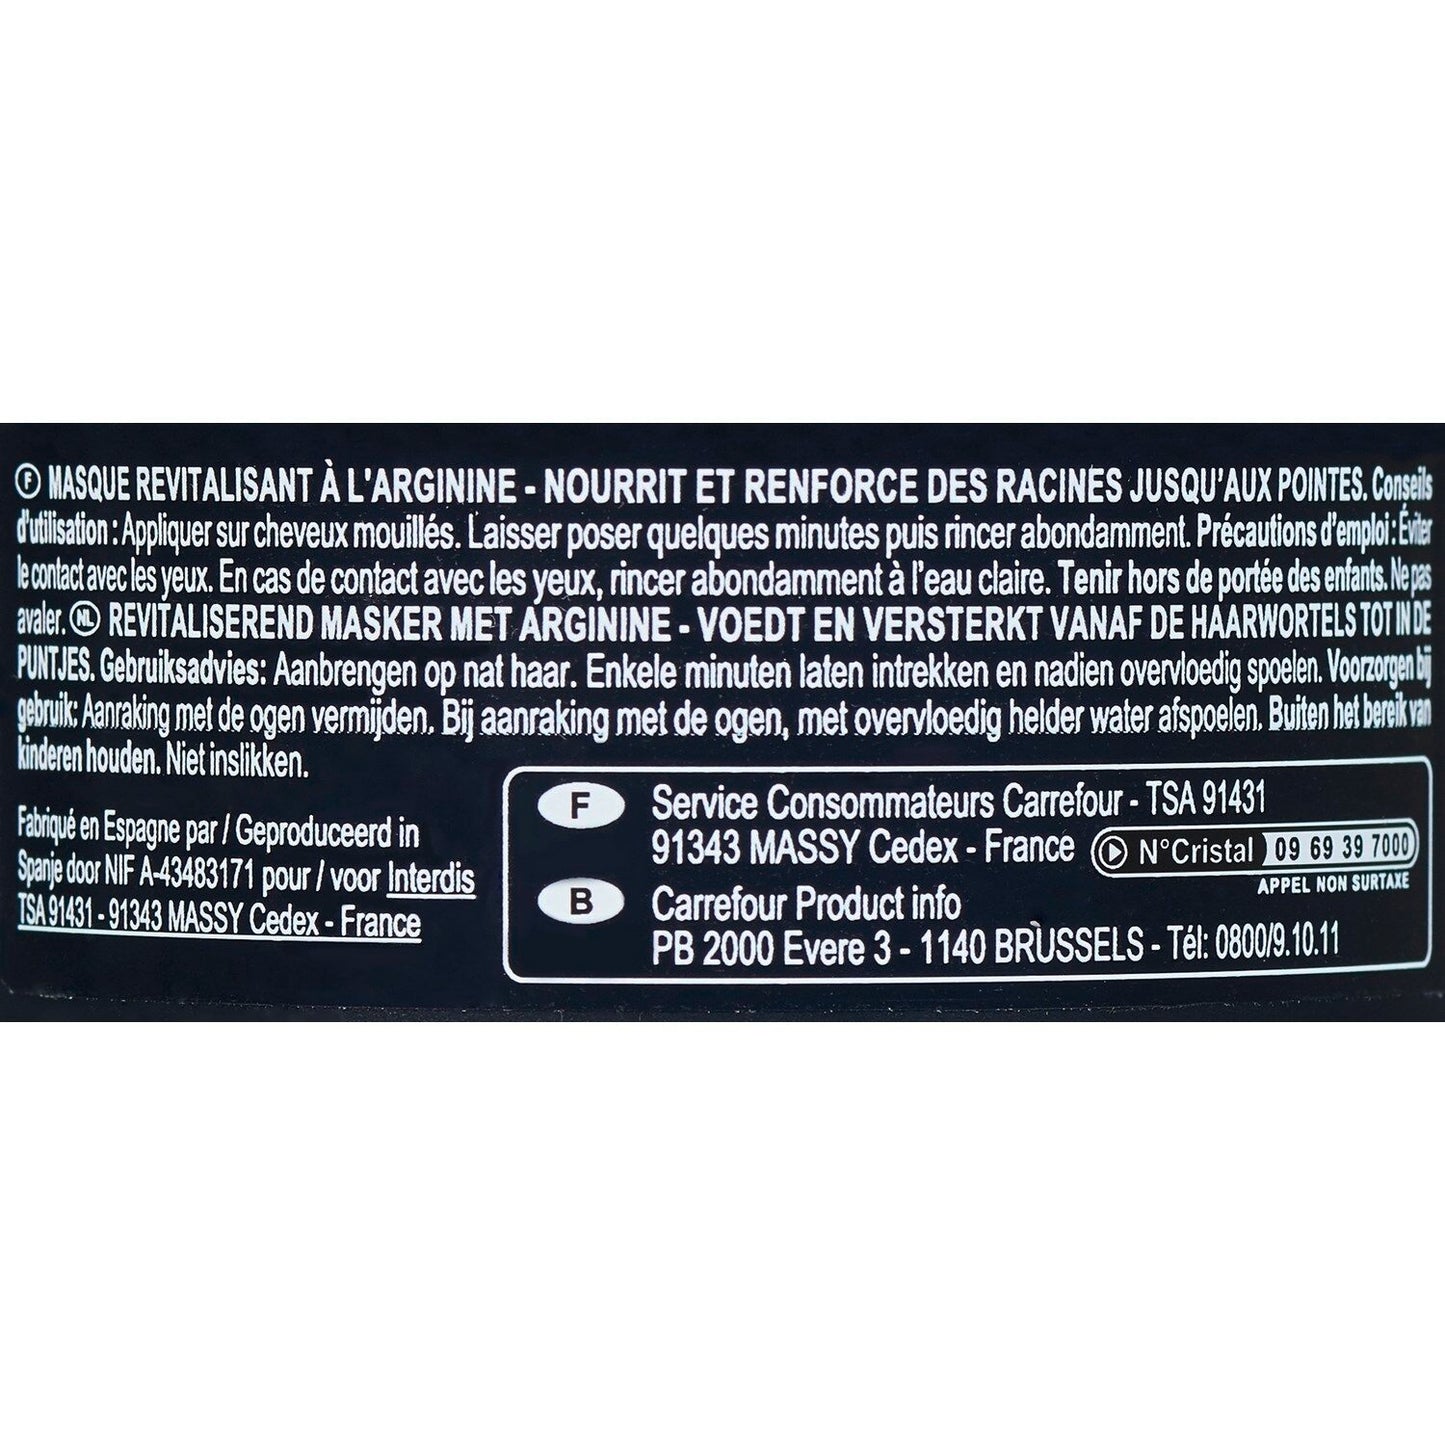 F MASQUE REVITALISANT À L'ARGININE - NOURRIT ET RENFORCE DES RACINES JUSQU'AUX POINTES. Conseils
d'utilisation : Appliquer sur cheveux mouillés. Laisser poser quelques minutes puis rincer abondamment. Précautions d'emploi : Éviter
le contact avec les yeux. En cas de contact avec les yeux, rincer abondamment à l'eau claire. Tenir hors de portée des enfants. Ne pas
avaler. NL REVITALISEREND MASKER MET ARGININE - VOEDT EN VERSTERKT VANAF DE HAARWORTELS TOT IN DE
PUNTJES. Gebruiksadvies: Aanbrengen op nat haar. Enkele minuten laten intrekken en nadien overvloedig spoelen. Voorzorgen bij
gebruik: Aanraking met de ogen vermijden. Bij aanraking met de ogen, met overvloedig helder water afspoelen. Buiten het bereik van
kinderen houden. Niet inslikken.
Fabriqué en Espagne par / Geproduceerd in
Spanje door NIF A-43483171 pour / voor Interdis
TSA 91431 - 91343 MASSY Cedex - France
F Service Consommateurs Carrefour - TSA 91431
91343 MASSY Cedex - France N°Cristal 09 69 39 7000
APPEL NON SURTAXE
B Carrefour Product info
PB 2000 Evere 3 - 1140 BRÙSSELS - Tél: 0800/9.10.11